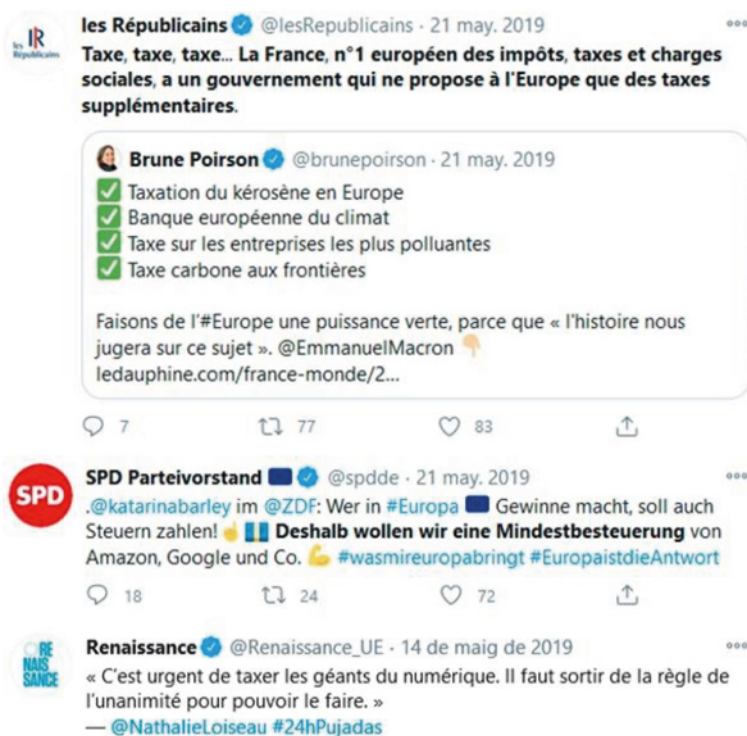 les Républicains @lesRepublicains · 21 may. 2019
les
Républicains
Taxe, taxe, taxe... La France, n°1 européen des impôts, taxes et charges
sociales, a un gouvernement qui ne propose à l'Europe que des taxes
supplémentaires.
Brune Poirson @brunepoirson · 21 may. 2019
Taxation du kérosène en Europe
Banque européenne du climat
Taxe sur les entreprises les plus polluantes
Taxe carbone aux frontières
Faisons de l'#Europe une puissance verte, parce que « l'histoire nous
jugera sur ce sujet ». @EmmanuelMacron 👇🏻
ledauphine.com/france-monde/2...
7 77 83
SPD
SPD Parteivorstand @spdde · 21 may. 2019
.@katarinabarley im @ZDF: Wer in #Europa Gewinne macht, soll auch
Steuern zahlen! Deshalb wollen wir eine Mindestbesteuerung von
Amazon, Google und Co. 💪 #wasmireuropabringt #EuropaistdieAntwort
18 24 72
RE
NAIS
SANCE
Renaissance @Renaissance_UE · 14 de maig de 2019
« C'est urgent de taxer les géants du numérique. Il faut sortir de la règle de
l'unanimité pour pouvoir le faire. »
— @NathalieLoiseau #24hPujadas